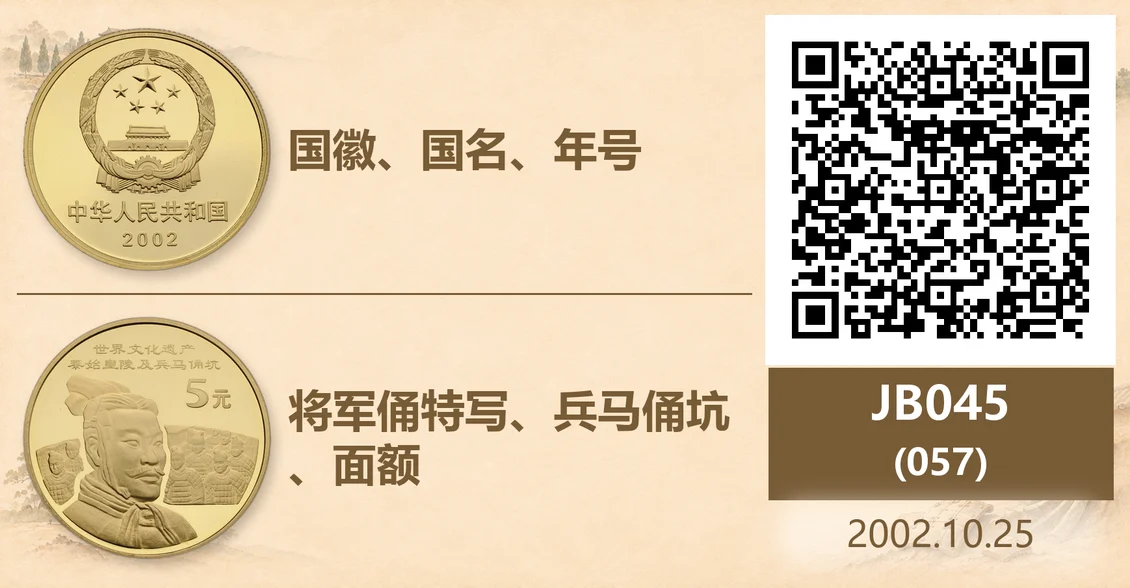 中华人民共和国
2002
国徽、国名、年号
世界文化遗产
秦始皇陵及兵马俑坑
5元
将军俑特写、兵马俑坑
、面额
JB045
(057)
2002.10.25